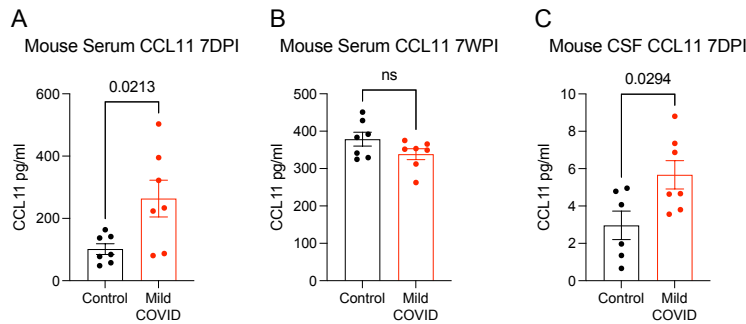 A
Mouse Serum CCL11 7DPI
0.0213
600
400
200
0
CCL11 pg/ml
Control
Mild
COVID
B
Mouse Serum CCL11 7WPI
ns
500
400
300
200
100
0
CCL11 pg/ml
Control
Mild
COVID
C
Mouse CSF CCL11 7DPI
0.0294
10
8
6
4
2
0
CCL11 pg/ml
Control
Mild
COVID